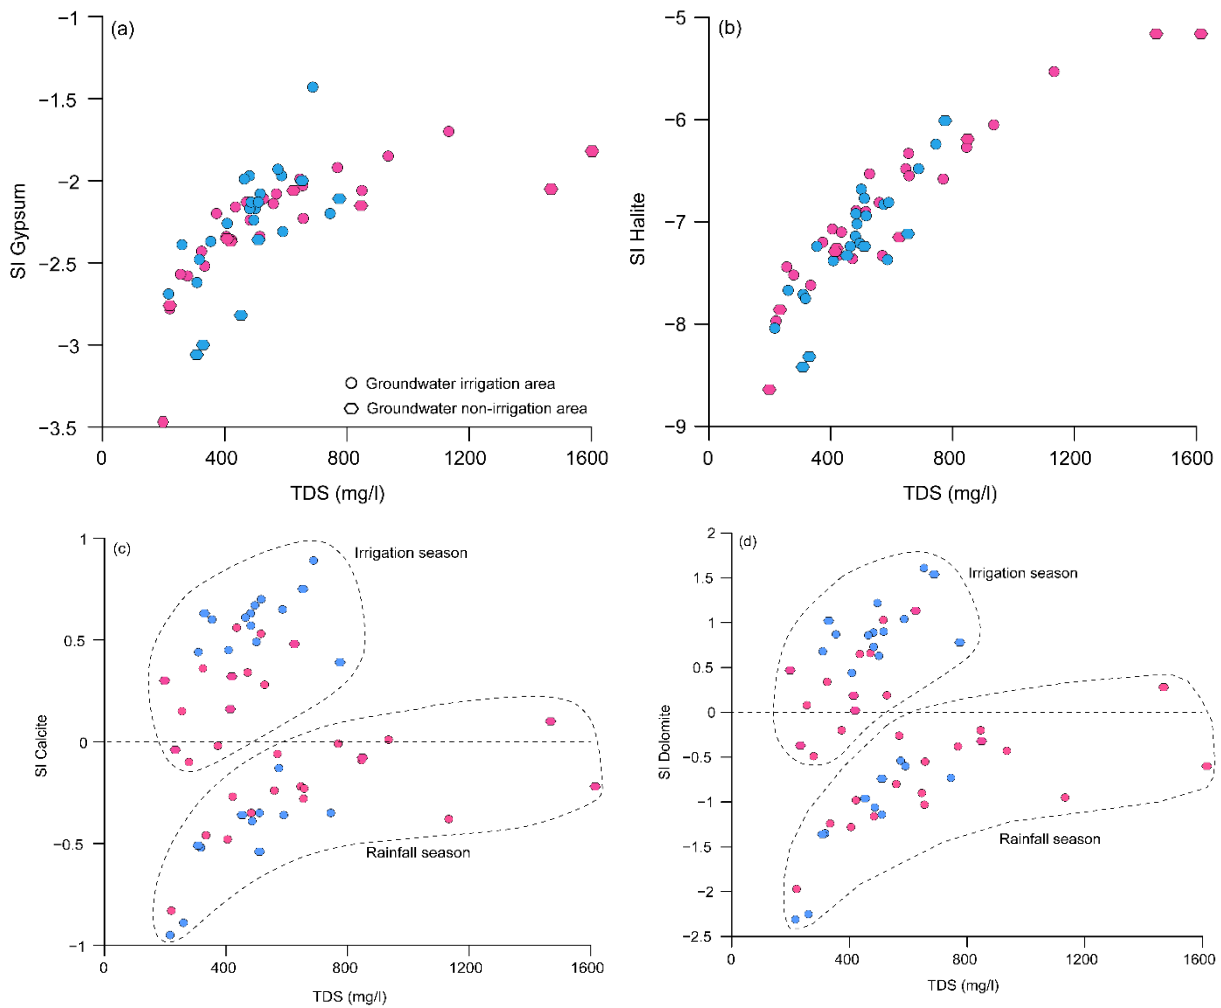 (a)
−1
−1.5
−2
−2.5
−3
−3.5
SI Gypsum
Groundwater irrigation area
Groundwater non-irrigation area
0 400 800 1200 1600
TDS (mg/l)
(b)
−5
−6
−7
−8
−9
SI Halite
0 400 800 1200 1600
TDS (mg/l)
(c)
1
0.5
0
−0.5
−1
SI Calcite
Irrigation season
Rainfall season
0 400 800 1200 1600
TDS (mg/l)
(d)
2
1.5
1
0.5
0
−0.5
−1
−1.5
−2
−2.5
SI Dolomite
Irrigation season
Rainfall season
0 400 800 1200 1600
TDS (mg/l)